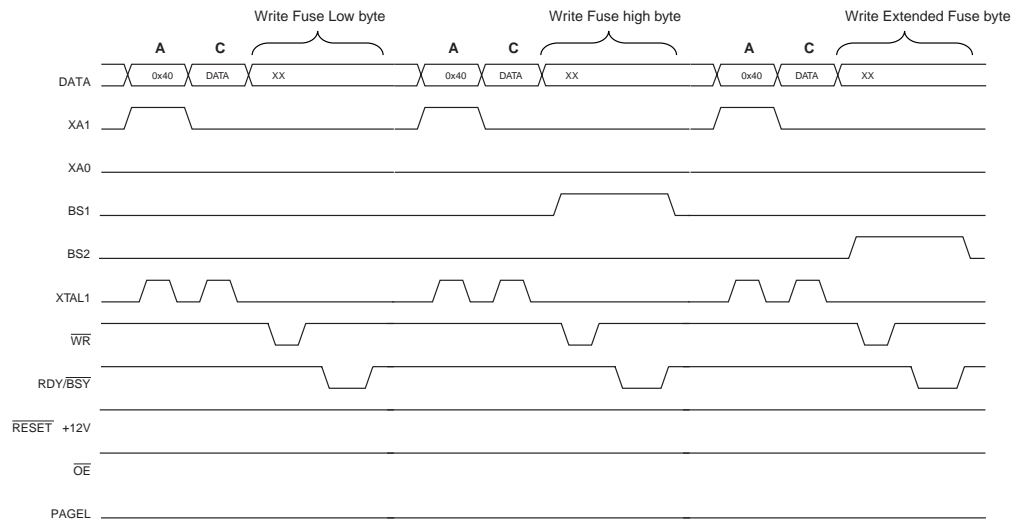 Write Fuse Low byte Write Fuse high byte Write Extended Fuse byte
A C A C A C
DATA 0x40 DATA XX 0x40 DATA XX 0x40 DATA XX
XA1
XA0
BS1
BS2
XTAL1
WR
RDY/BSY
RESET +12V
OE
PAGEL